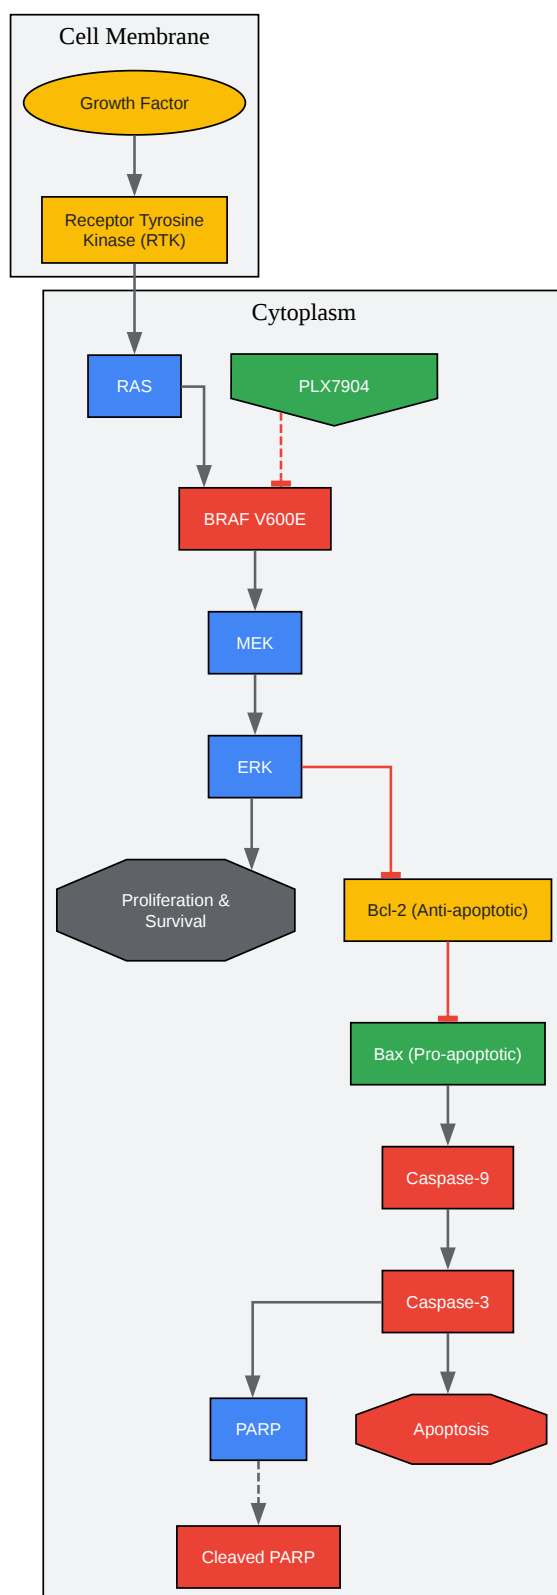 Cell Membrane
Growth Factor
Receptor Tyrosine
Kinase (RTK)
Cytoplasm
RAS
PLX7904
BRAF V600E
MEK
ERK
Proliferation &
Survival
Bcl-2 (Anti-apoptotic)
Bax (Pro-apoptotic)
Caspase-9
Caspase-3
PARP
Apoptosis
Cleaved PARP